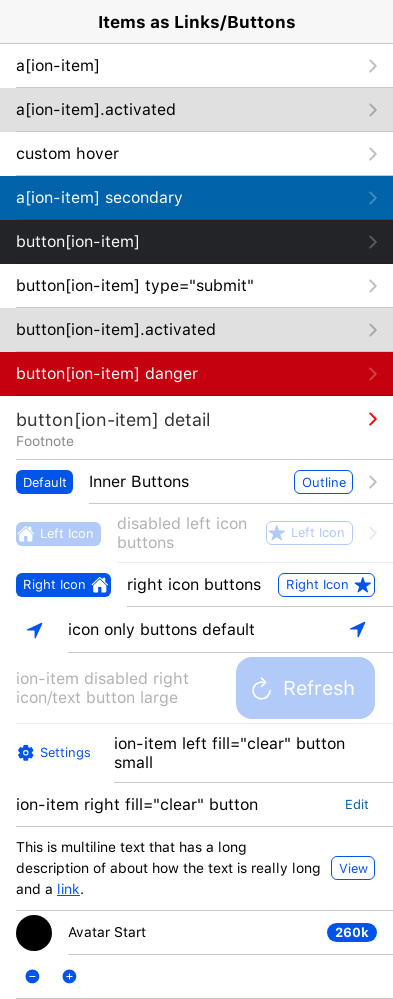 Items as Links/Buttons
a[ion-item]
a[ion-item].activated
custom hover
a[ion-item] secondary
button[ion-item]
button[ion-item] type="submit"
button[ion-item].activated
button[ion-item] danger
button[ion-item] detail
Footnote
Default Inner Buttons Outline
Left Icon disabled left icon buttons Left Icon
Right Icon right icon buttons Right Icon
icon only buttons default
ion-item disabled right
icon/text button large Refresh
Settings ion-item left fill="clear" button
small
ion-item right fill="clear" button Edit
This is multiline text that has a long
description of about how the text is really long View
and a link.
Avatar Start 260k